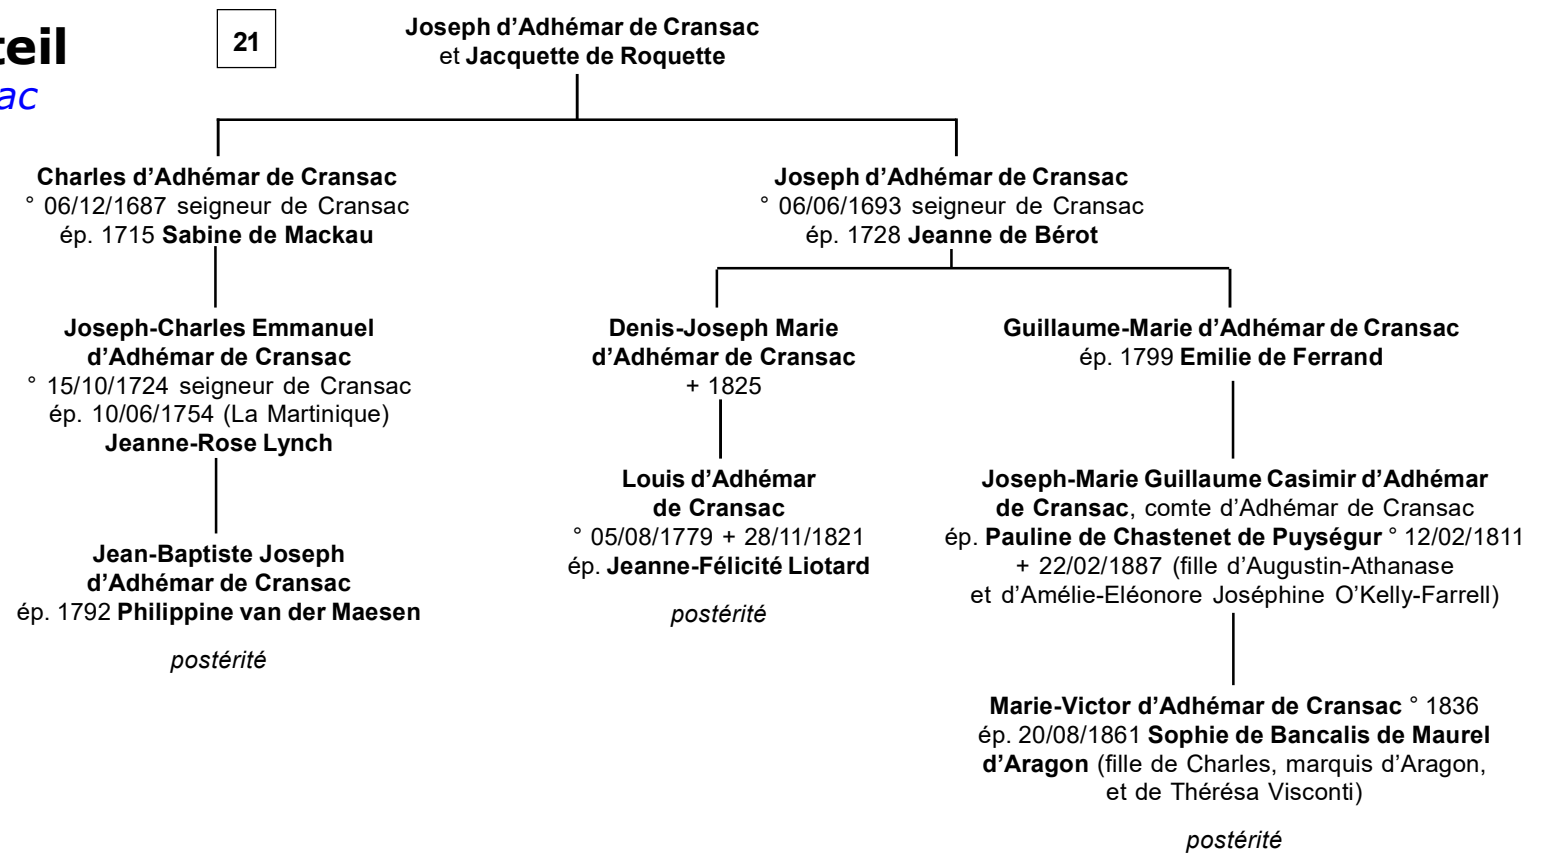 teil
ac
21
Joseph d’Adhémar de Cransac
et Jacquette de Roquette
Charles d’Adhémar de Cransac
° 06/12/1687 seigneur de Cransac
ép. 1715 Sabine de Mackau
Joseph d’Adhémar de Cransac
° 06/06/1693 seigneur de Cransac
ép. 1728 Jeanne de Bérot
Joseph-Charles Emmanuel
d’Adhémar de Cransac
° 15/10/1724 seigneur de Cransac
ép. 10/06/1754 (La Martinique)
Jeanne-Rose Lynch
Denis-Joseph Marie
d’Adhémar de Cransac
+ 1825
Guillaume-Marie d’Adhémar de Cransac
ép. 1799 Emilie de Ferrand
Jean-Baptiste Joseph
d’Adhémar de Cransac
ép. 1792 Philippine van der Maesen
postérité
Louis d’Adhémar
de Cransac
° 05/08/1779 + 28/11/1821
ép. Jeanne-Félicité Liotard
postérité
Joseph-Marie Guillaume Casimir d’Adhémar
de Cransac, comte d’Adhémar de Cransac
ép. Pauline de Chastenet de Puységur ° 12/02/1811
+ 22/02/1887 (fille d’Augustin-Athanase
et d’Amélie-Eléonore Joséphine O’Kelly-Farrell)
Marie-Victor d’Adhémar de Cransac ° 1836
ép. 20/08/1861 Sophie de Bancalis de Maurel
d’Aragon (fille de Charles, marquis d’Aragon,
et de Thérésa Visconti)
postérité